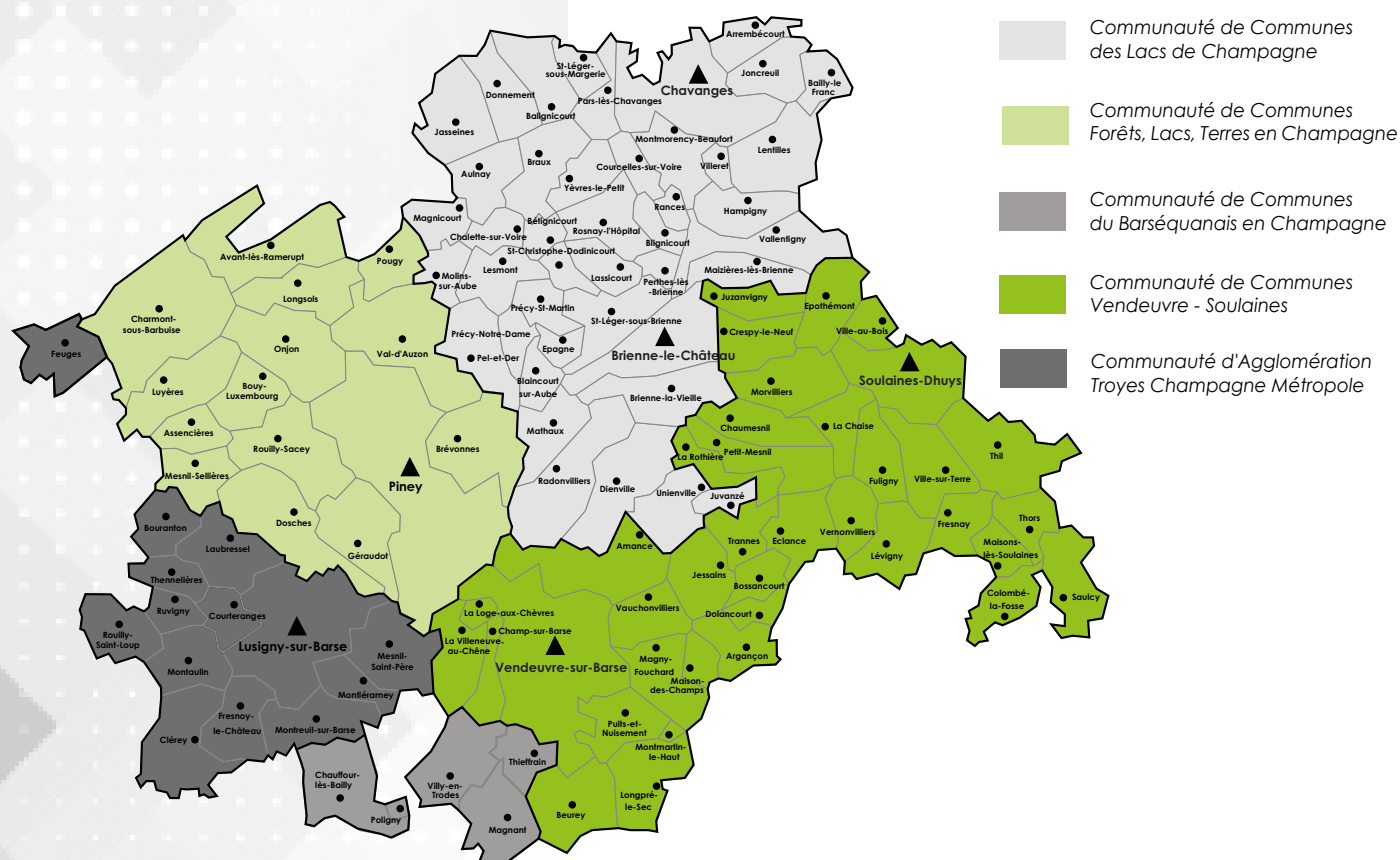 Communauté de Communes
des Lacs de Champagne
Communauté de Communes
Forêts, Lacs, Terres en Champagne
Communauté de Communes
du Barséquanais en Champagne
Communauté de Communes
Vendeuvre - Soulaines
Communauté d'Agglomération
Troyes Champagne Métropole
Arrembécourt
St-Léger-
sous-Margerie
Joncreuil
Bailly-le
Franc
Chavanges
Donnement
Pars-lès-Chavanges
Balignicourt
Jasseines
Montmorency-Beaufort
Lentilles
Braux
Courcelles-sur-Voire
Villeret
Aulnay
Yèvres-le-Petit
Rances
Hampigny
Magnicourt
Bétignicourt
Rosnay-l'Hôpital
Chalette-sur-Voire
Blignicourt
Vallentigny
St-Christophe-Dodinicourt
Lesmont
Lassicourt
Maizières-lès-Brienne
Molins-
sur-Aube
Perthes-lès
-Brienne
Précy-St-Martin
St-Léger-sous-Brienne
Précy-Notre-Dame
Epagne
Brienne-le-Château
Pel-et-Der
Blaincourt
sur-Aube
Brienne-la-Vieille
Mathaux
Radonvilliers
Dienville
Unienville
Juvanzé
Avant-lès-Ramerupt
Pougy
Longsols
Charmont-
sous-Barbuise
Onjon
Val-d'Auzon
Feuges
Luyères
Bouy-
Luxembourg
Assencières
Rouilly-Sacey
Brévonnes
Mesnil-Sellières
Piney
Dosches
Géraudot
Juzanvigny
Epothémont
Crespy-le-Neuf
Ville-au-Bois
Soulaines-Dhuys
Morvilliers
Chaumesnil
La Chaise
La Rothière
Petit-Mesnil
Thil
Fuligny
Ville-sur-Terre
Vernonvilliers
Fresnay
Thors
Lévigny
Maisons-
lès-Soulaines
Colombé-
la-Fosse
Saulcy
Amance
Trannes
Eclance
Jessains
Bossancourt
Vauchonvilliers
Dolancourt
La Loge-aux-Chèvres
Champ-sur-Barse
La Villeneuve-
au-Chêne
Vendeuvre-sur-Barse
Magny-
Fouchard
Maison-
des-Champs
Argançon
Puits-et-
Nuisement
Montmartin-
le-Haut
Longpré-
le-Sec
Beurey
Bouranton
Laubressel
Thennelières
Ruvigny
Courteranges
Rouilly-
Saint-Loup
Lusigny-sur-Barse
Mesnil-
Saint-Père
Montaulin
Montiéramey
Fresnoy-
le-Château
Montreuil-sur-Barse
Clérey
Chauffour-
lès-Bailly
Poligny
Villy-en-
Trodes
Thieffrain
Magnant